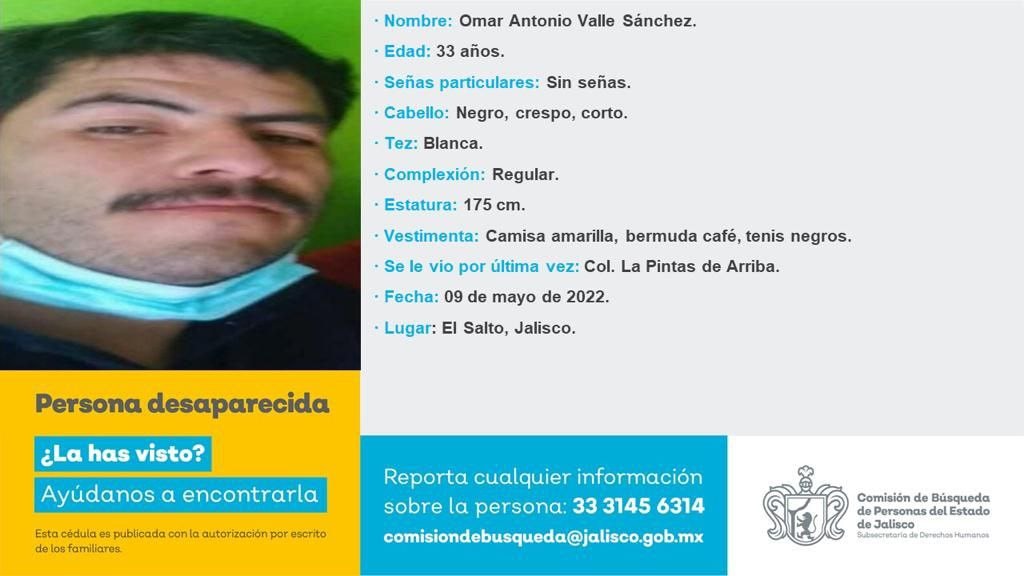 · Nombre: Omar Antonio Valle Sánchez.
· Edad: 33 años.
· Señas particulares: Sin señas.
· Cabello: Negro, crespo, corto.
· Tez: Blanca.
· Complexión: Regular.
· Estatura: 175 cm.
· Vestimenta: Camisa amarilla, bermuda café, tenis negros.
· Se le vio por última vez: Col. La Pintas de Arriba.
· Fecha: 09 de mayo de 2022.
· Lugar: El Salto, Jalisco.
Persona desaparecida
¿La has visto?
Ayúdanos a encontrarla
Esta cédula es publicada con la autorización por escrito
de los familiares.
Reporta cualquier información
sobre la persona: 33 3145 6314
comisiondebusqueda@jalisco.gob.mx
Comisión de Búsqueda
de Personas del Estado
de Jalisco
Subsecretaría de Derechos Humanos